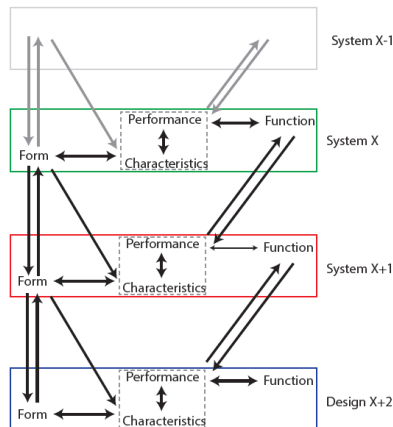 System X-1
Performance
Function
System X
Form
Characteristics
Performance
Function
System X+1
Form
Characteristics
Performance
Function
Design X+2
Form
Characteristics